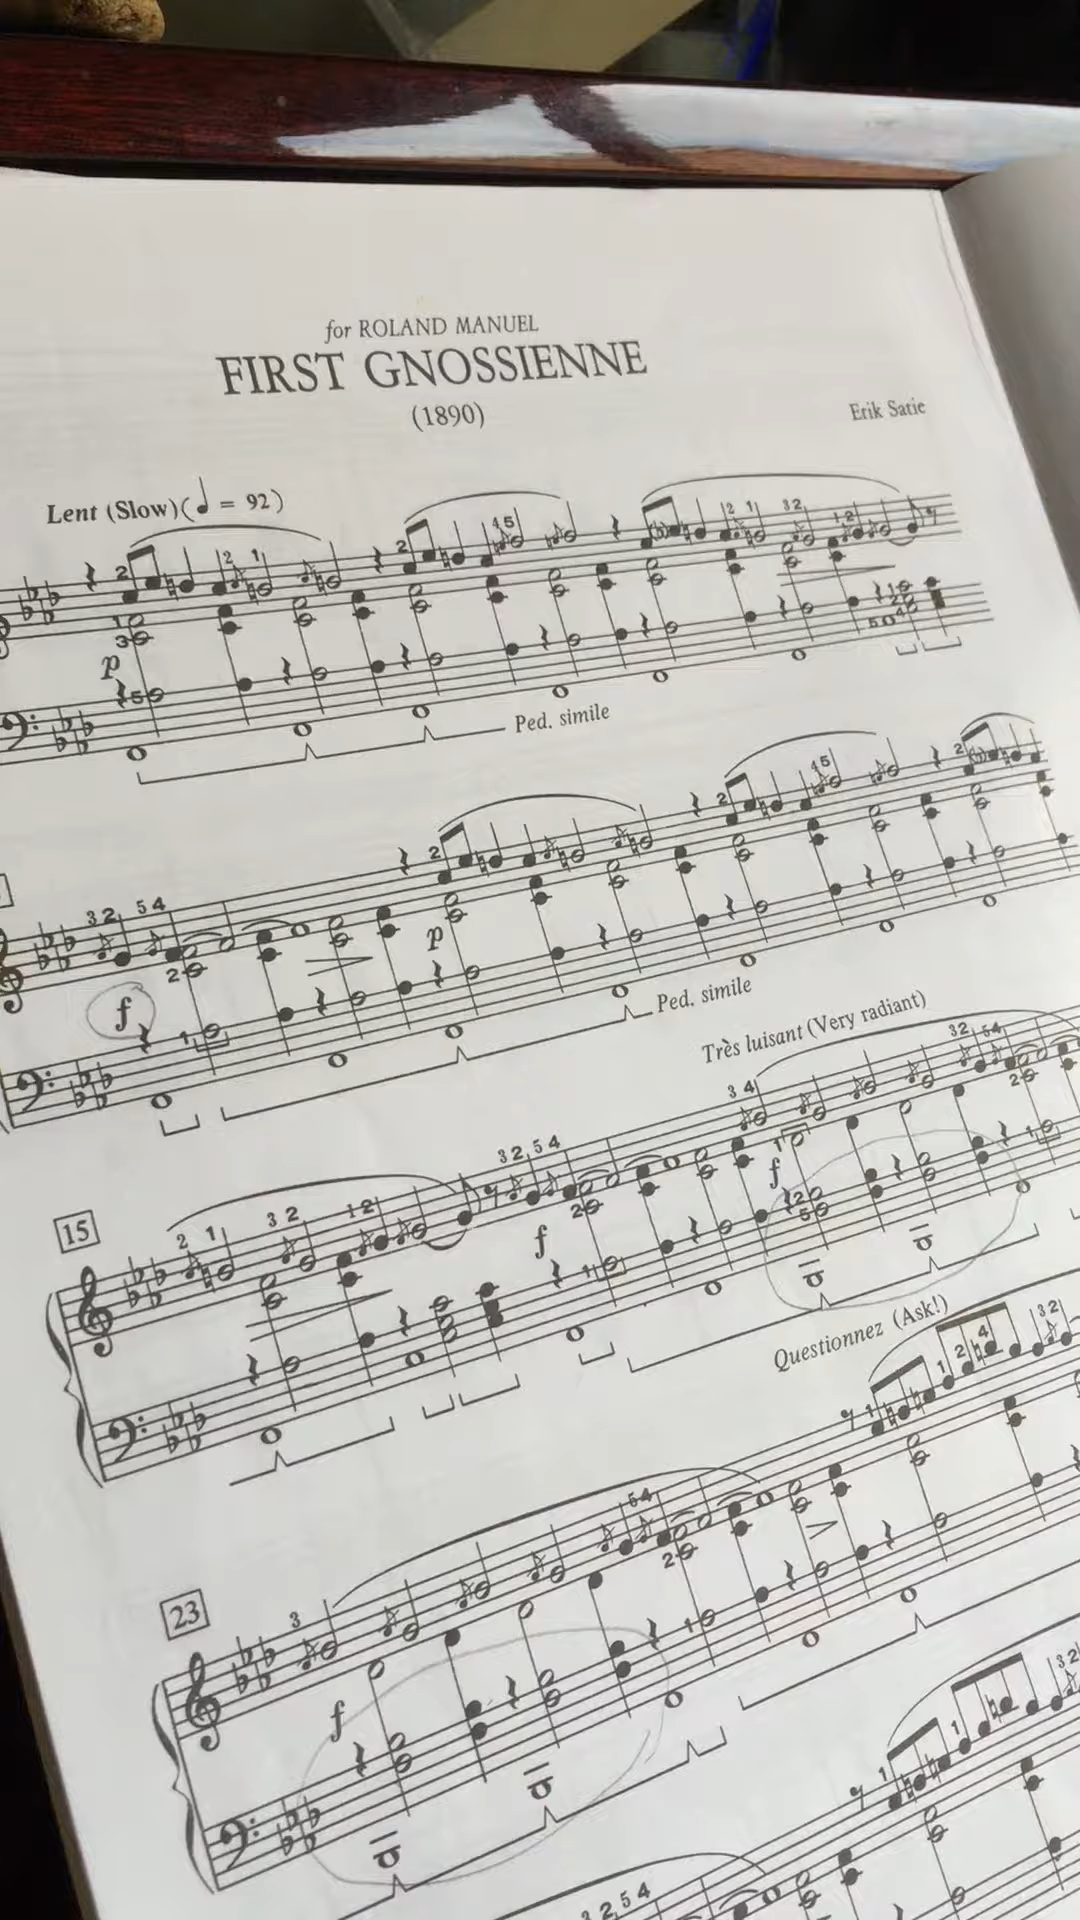 for ROLAND MANUEL
FIRST GNOSSIENNE
(1890)
Erik Satie
Lent (Slow)(♩ = 92)
p
Ped. simile
f
p
Ped. simile
Très luisant (Very radiant)
15
f
f
Questionnez (Ask!)
23
f